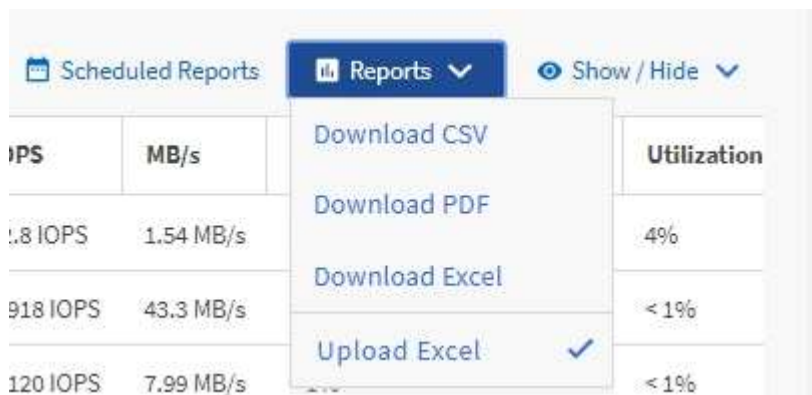 Scheduled Reports Reports Show / Hide
MB/s Utilization
Download CSV
1.54 MB/s Download PDF 4%
Download Excel
918 IOPS 43.3 MB/s < 1%
Upload Excel
120 IOPS 7.99 MB/s < 1%